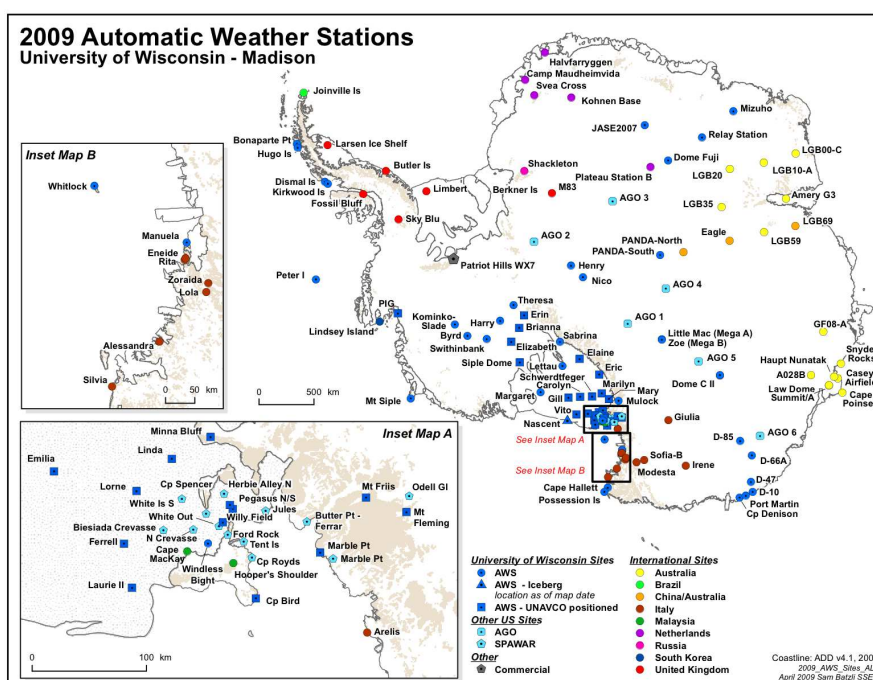 2009 Automatic Weather Stations
University of Wisconsin - Madison
Halvfarryggen
Camp Maudheimvida
Svea Cross
Kohnen Base
Joinville Is
Mizuho
JASE2007
Relay Station
Bonaparte Pt
Hugo Is
Larsen Ice Shelf
LGB00-C
Dome Fuji
LGB10-A
Butler Is
Shackleton
Plateau Station B
LGB20
Dismal Is
Kirkwood Is
Limbert
Berkner Is
M83
Amery G3
Fossil Bluff
AGO 3
LGB35
Sky Blu
LGB69
Eagle
AGO 2
PANDA-North
LGB59
PANDA-South
Patriot Hills WX7
Henry
Peter I
Nico
AGO 4
Theresa
PIG
Erin
Kominko-
Slade
Harry
Brianna
AGO 1
GF08-A
Lindsey Island
Byrd
Sabrina
Little Mac (Mega A)
Zoe (Mega B)
Swithinbank
Elizabeth
Snyder
Rocks
Elaine
Haupt Nunatak
Siple Dome
Lettau
AGO 5
Eric
A028B
Casey
Airfield
Schwerdtfeger
Dome C II
Law Dome
Summit/A
Carolyn
Marilyn
Mary
Cape
Poinse
Margaret
Gill
Mulock
Mt Siple
Vito
Giulia
Nascent
AGO 6
See Inset Map A
D-85
Sofia-B
D-66A
See Inset Map B
Modesta
Irene
D-47
Cape Hallett
D-10
Possession Is
Port Martin
Cp Denison
0
500 km
Inset Map B
Whitlock
Manuela
Eneide
Rita
Zoraida
Lola
Alessandra
Silvia
0
50 km
Inset Map A
Minna Bluff
Linda
Emilia
Cp Spencer
Herbie Alley N
Mt Friis
Odell Gl
Lorne
Pegasus N/S
White Is S
Jules
White Out
Willy Field
Butter Pt -
Ferrar
Mt
Fleming
Biesiada Crevasse
Ford Rock
N Crevasse
Tent Is
Ferrell
Cape
MacKay
Marble Pt
Cp Royds
Marble Pt
Windless
Bight
Hooper's Shoulder
Laurie II
Cp Bird
Arelis
0
100 km
University of Wisconsin Sites
AWS
AWS - Iceberg
location as of map date
AWS - UNAVCO positioned
Other US Sites
AGO
SPAWAR
Other
Commercial
International Sites
Australia
Brazil
China/Australia
Italy
Malaysia
Netherlands
Russia
South Korea
United Kingdom
Coastline: ADD v4.1, 200
2009_AWS_Sites_AL
April 2009 Sam Batzli SSE